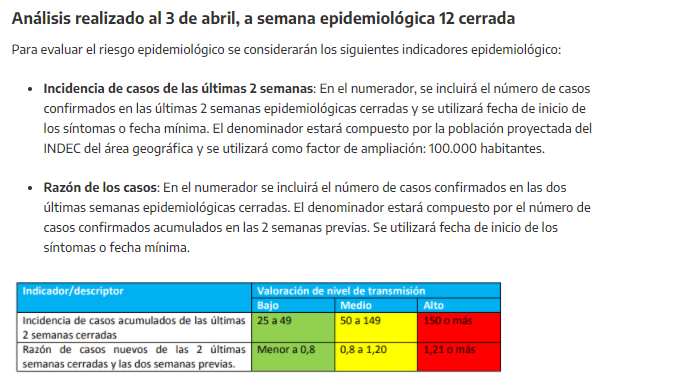 Análisis realizado al 3 de abril, a semana epidemiológica 12 cerrada
Para evaluar el riesgo epidemiológico se considerarán los siguientes indicadores epidemiológico:
• Incidencia de casos de las últimas 2 semanas: En el numerador, se incluirá el número de casos
confirmados en las últimas 2 semanas epidemiológicas cerradas y se utilizará fecha de inicio de
los síntomas o fecha mínima. El denominador estará compuesto por la población proyectada del
INDEC del área geográfica y se utilizará como factor de ampliación: 100.000 habitantes.
• Razón de los casos: En el numerador se incluirá el número de casos confirmados en las dos
últimas semanas epidemiológicas cerradas. El denominador estará compuesto por el número de
casos confirmados acumulados en las 2 semanas previas. Se utilizará fecha de inicio de los
síntomas o fecha mínima.
Indicador/descriptor Valoración de nivel de transmisión
Bajo Medio Alto
Incidencia de casos acumulados de las últimas 25 a 49 50 a 149 150 o más
2 semanas cerradas
Razón de casos nuevos de las 2 últimas Menor a 0,8 0,8 a 1,20 1,21 o más
semanas cerradas y las dos semanas previas.